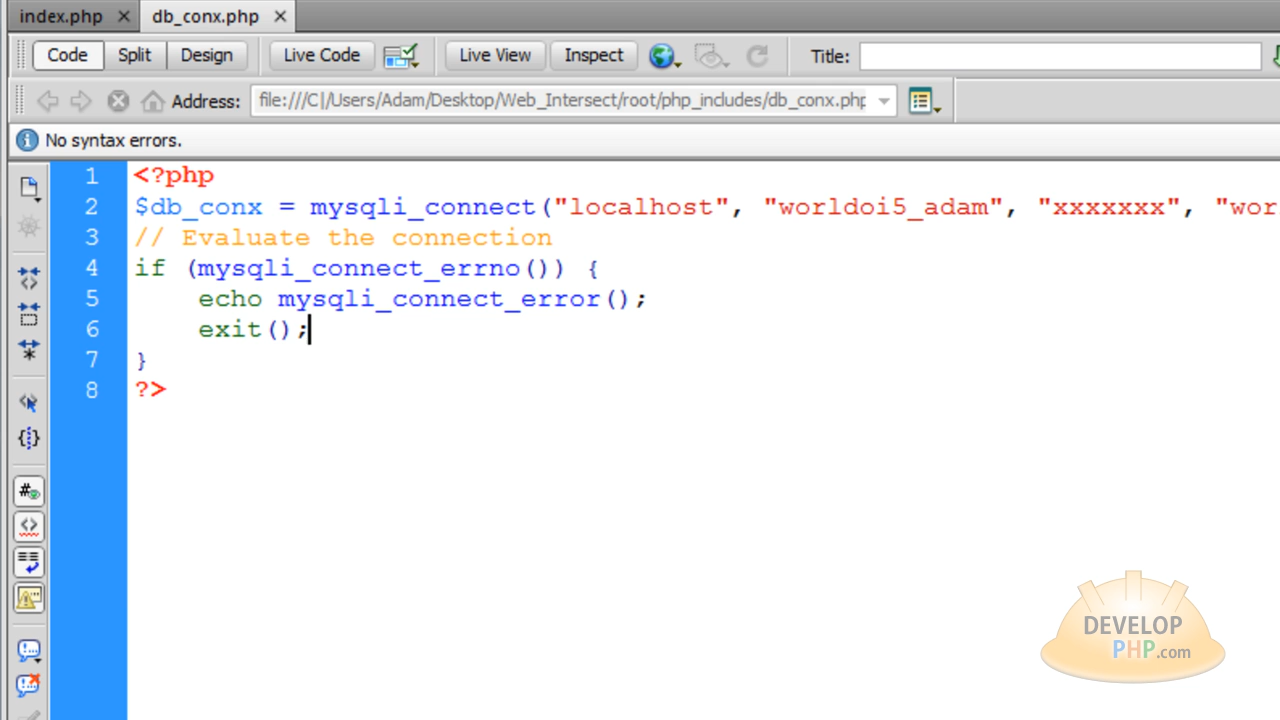 index.php
db_conx.php
Code Split Design Live Code Live View Inspect Title:
Address: file:///C|/Users/Adam/Desktop/Web_Intersect/root/php_includes/db_conx.php
No syntax errors.
1 <?php
2 $db_conx = mysqli_connect("localhost", "worldoi5_adam", "xxxxxxx", "wor
3 // Evaluate the connection
4 if (mysqli_connect_errno()) {
5 echo mysqli_connect_error();
6 exit();
7 }
8 ?>
DEVELOP
PHP.com